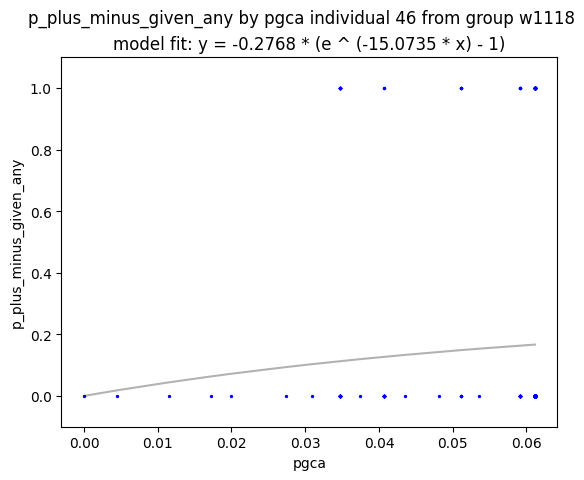 p_plus_minus_given_any by pgca individual 46 from group w1118
model fit: y = -0.2768 * (e ^ (-15.0735 * x) - 1)
1.0
0.8
0.6
0.4
0.2
0.0
p_plus_minus_given_any
0.00 0.01 0.02 0.03 0.04 0.05 0.06
pgca